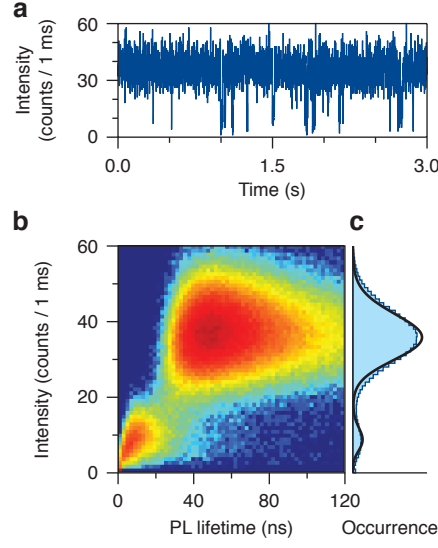 a
60
30
0
Intensity
(counts / 1 ms)
0.0 1.5 3.0
Time (s)
b c
60
40
20
0
Intensity (counts / 1 ms)
0 40 80 120
PL lifetime (ns) Occurrence